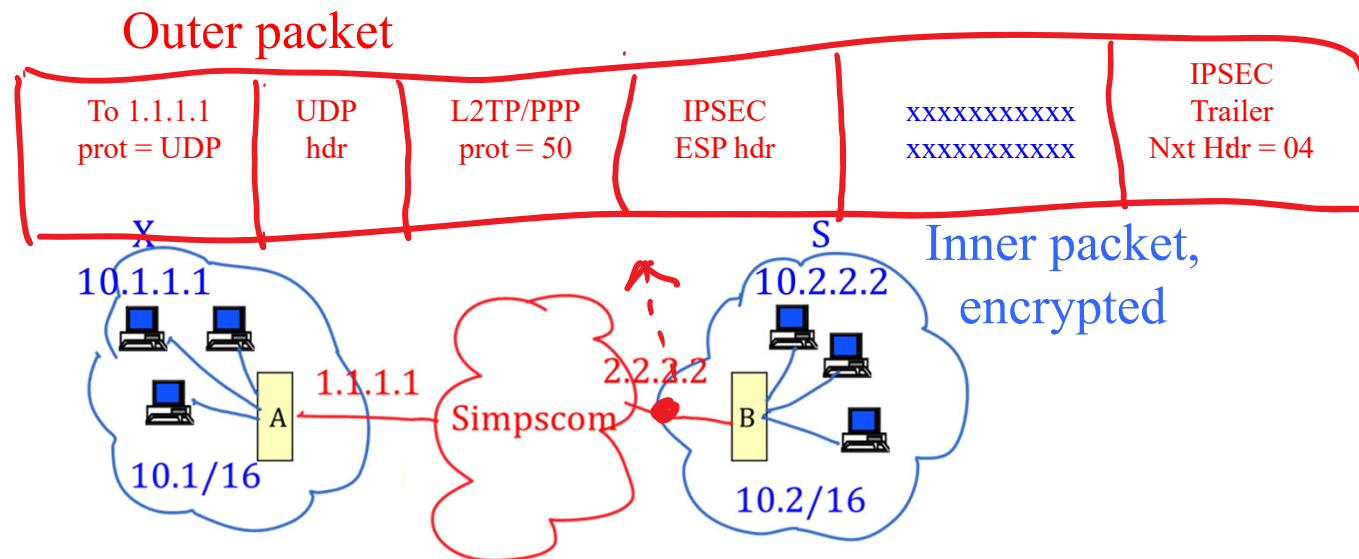 Outer packet
To 1.1.1.1
prot = UDP
UDP
hdr
L2TP/PPP
prot = 50
IPSEC
ESP hdr
xxxxxxxxxxx
xxxxxxxxxxx
IPSEC
Trailer
Nxt Hdr = 04
X
10.1.1.1
S
10.2.2.2
Inner packet,
encrypted
1.1.1.1
2.2.2.2
A
Simpscom
B
10.1/16
10.2/16